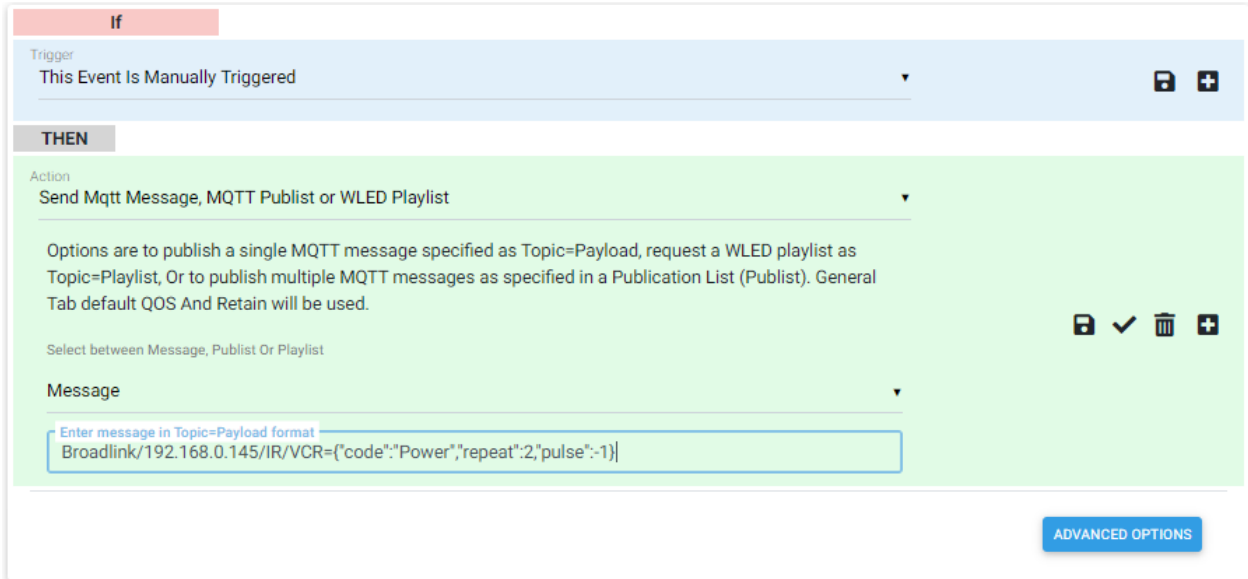 If
Trigger
This Event Is Manually Triggered
THEN
Action
Send Mqtt Message, MQTT Publist or WLED Playlist
Options are to publish a single MQTT message specified as Topic=Payload, request a WLED playlist as
Topic=Playlist, Or to publish multiple MQTT messages as specified in a Publication List (Publist). General
Tab default QOS And Retain will be used.
Select between Message, Publist Or Playlist
Message
Enter message in Topic=Payload format
Broadlink/192.168.0.145/IR/VCR={"code":"Power","repeat":2,"pulse":-1}
ADVANCED OPTIONS